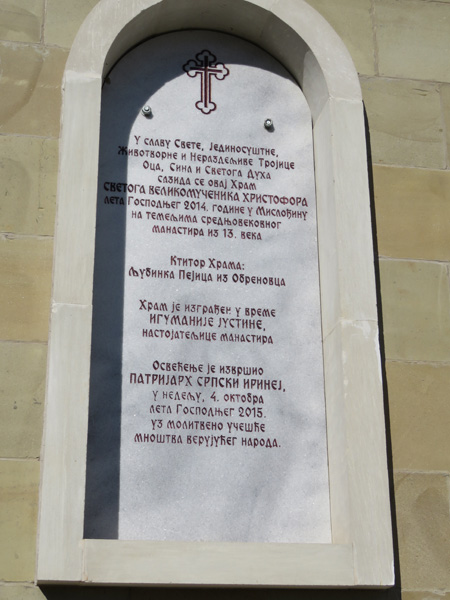 У славу Свете, Јединосуштне,
Животворне и Нераздељиве Тројице
Оца, Сина и Светога Духа
сазида се овај Храм
СВЕТОГА ВЕЛИКОМУЧЕНИКА ХРИСТОФОРА
лета Господњег 2014. године у Мислођину
на темељима средњовековног
манастира из 13. века
Ктитор Храма:
Љубинка Пејица из Обреновца
Храм је изграђен у време
ИГУМАНИЈЕ ЈУСТИНЕ,
настојатељице манастира
Освећење је извршио
ПАТРИЈАРХ СРПСКИ ИРИНЕЈ,
у недељу, 4. октобра
лета Господњег 2015.
уз молитвено учешће
мноштва верујућег народа.